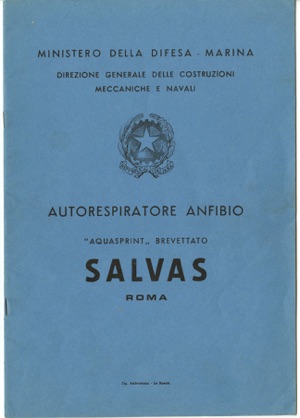 MINISTERO DELLA DIFESA - MARINA
DIREZIONE GENERALE DELLE COSTRUZIONI
MECCANICHE E NAVALI
AUTORESPIRATORE ANFIBIO
"AQUASPRINT„ BREVETTATO
SALVAS
ROMA